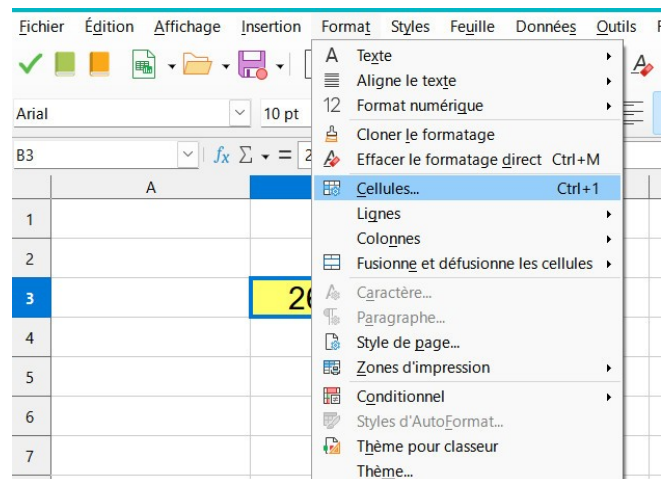 Fichier Édition Affichage Insertion Format Styles Feuille Données Outils
Arial 10 pt
B3 fx Σ =
A
1
2
3
4
5
6
7
Texte
Aligne le texte
12 Format numérique
Cloner le formatage
Effacer le formatage direct Ctrl+M
Cellules... Ctrl+1
Lignes
Colonnes
Fusionne et défusionne les cellules
Caractère...
Paragraphe...
Style de page...
Zones d'impression
Conditionnel
Styles d'AutoFormat...
Thème pour classeur
Thème...